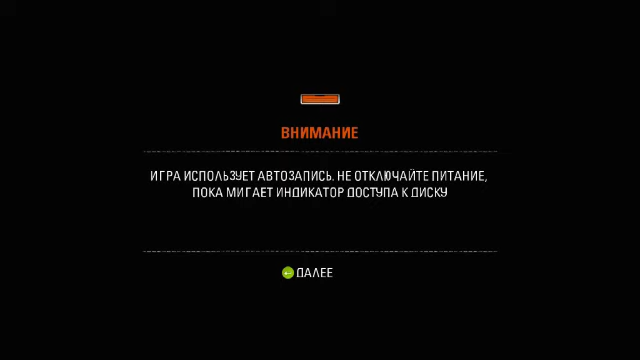 ВНИМАНИЕ
ИГРА ИСПОЛЬЗУЕТ АВТОЗАПИСЬ. НЕ ОТКЛЮЧАЙТЕ ПИТАНИЕ,
ПОКА МИГАЕТ ИНДИКАТОР ДОСТУПА К ДИСКУ
ДАЛЕЕ